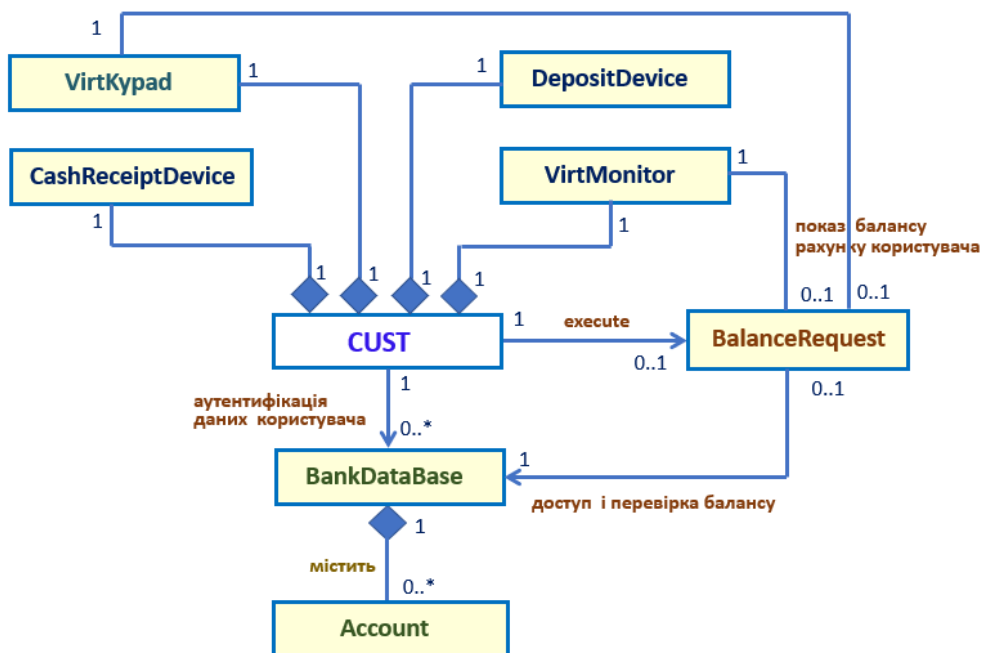 1
VirtKypad
1
1
DepositDevice
CashReceiptDevice
1
VirtMonitor
1
1
показ балансу
рахунку користувача
1
1
1
1
0..1
0..1
CUST
1
execute
0..1
BalanceRequest
1
0..1
аутентифікація
даних користувача
0..*
BankDataBase
1
доступ і перевірка балансу
1
містить
0..*
Account